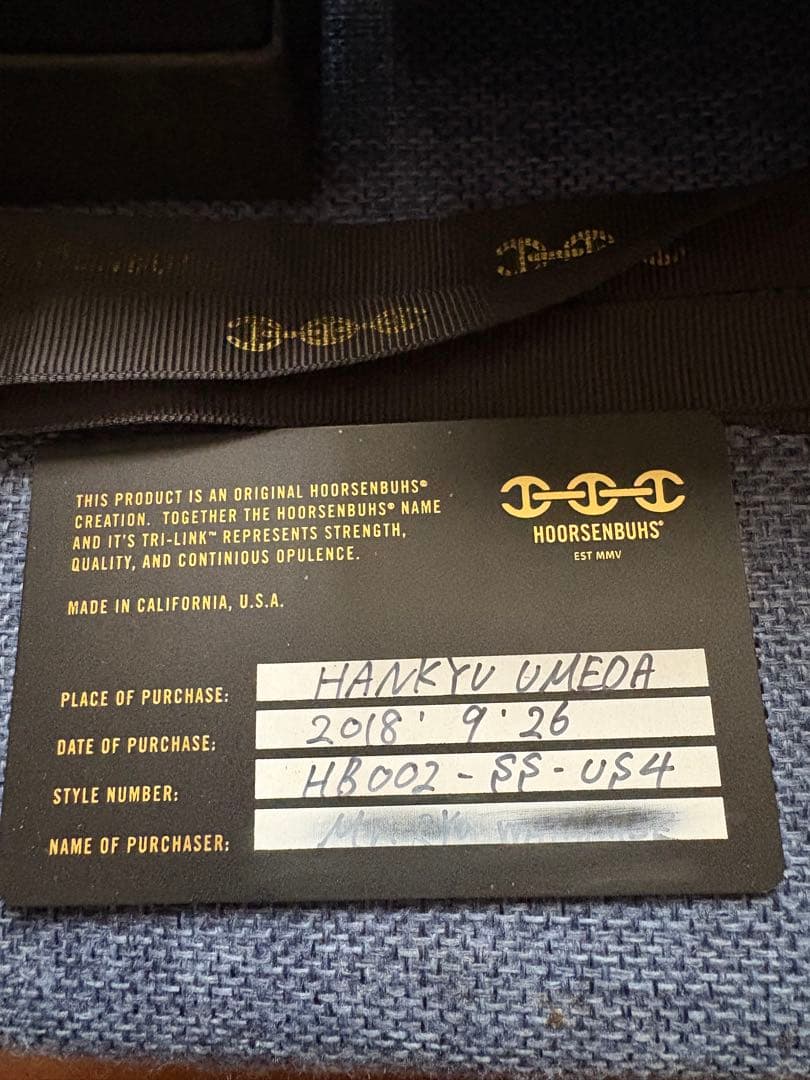 THIS PRODUCT IS AN ORIGINAL HOORSENBUHS®
CREATION. TOGETHER THE HOORSENBUHS® NAME
AND IT'S TRI-LINK™ REPRESENTS STRENGTH,
QUALITY, AND CONTINIOUS OPULENCE.
MADE IN CALIFORNIA, U.S.A.
HOORSENBUHS®
EST MMV
PLACE OF PURCHASE: HANKYU UMEDA
DATE OF PURCHASE: 2018' 9'26
STYLE NUMBER: HB002-SS-US4
NAME OF PURCHASER: